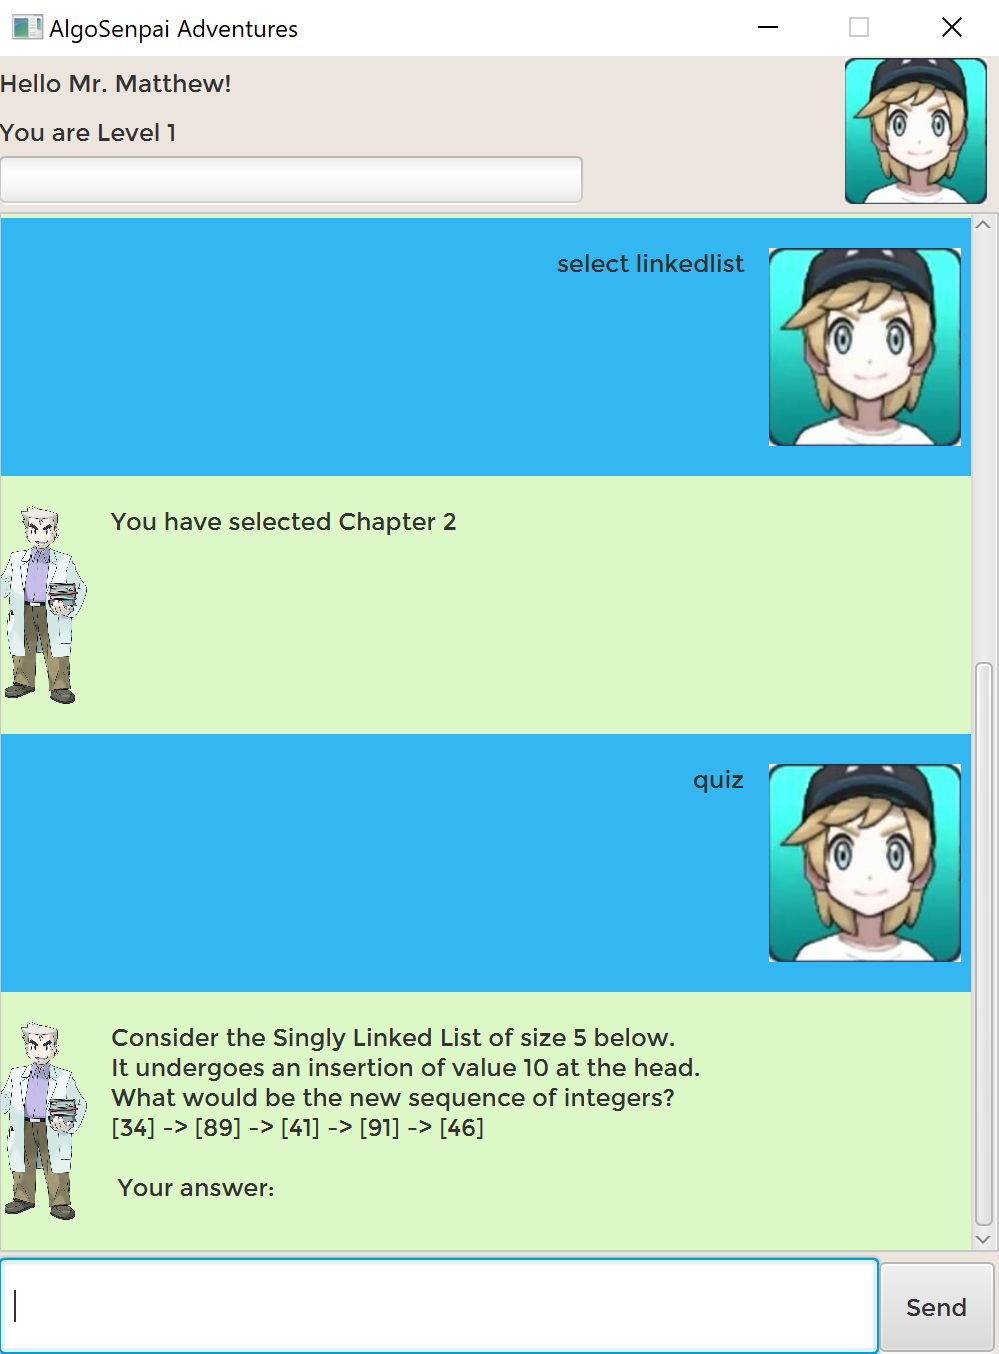 AlgoSenpai Adventures
Hello Mr. Matthew!
You are Level 1
select linkedlist
You have selected Chapter 2
quiz
Consider the Singly Linked List of size 5 below.
It undergoes an insertion of value 10 at the head.
What would be the new sequence of integers?
[34] -> [89] -> [41] -> [91] -> [46]
Your answer:
Send